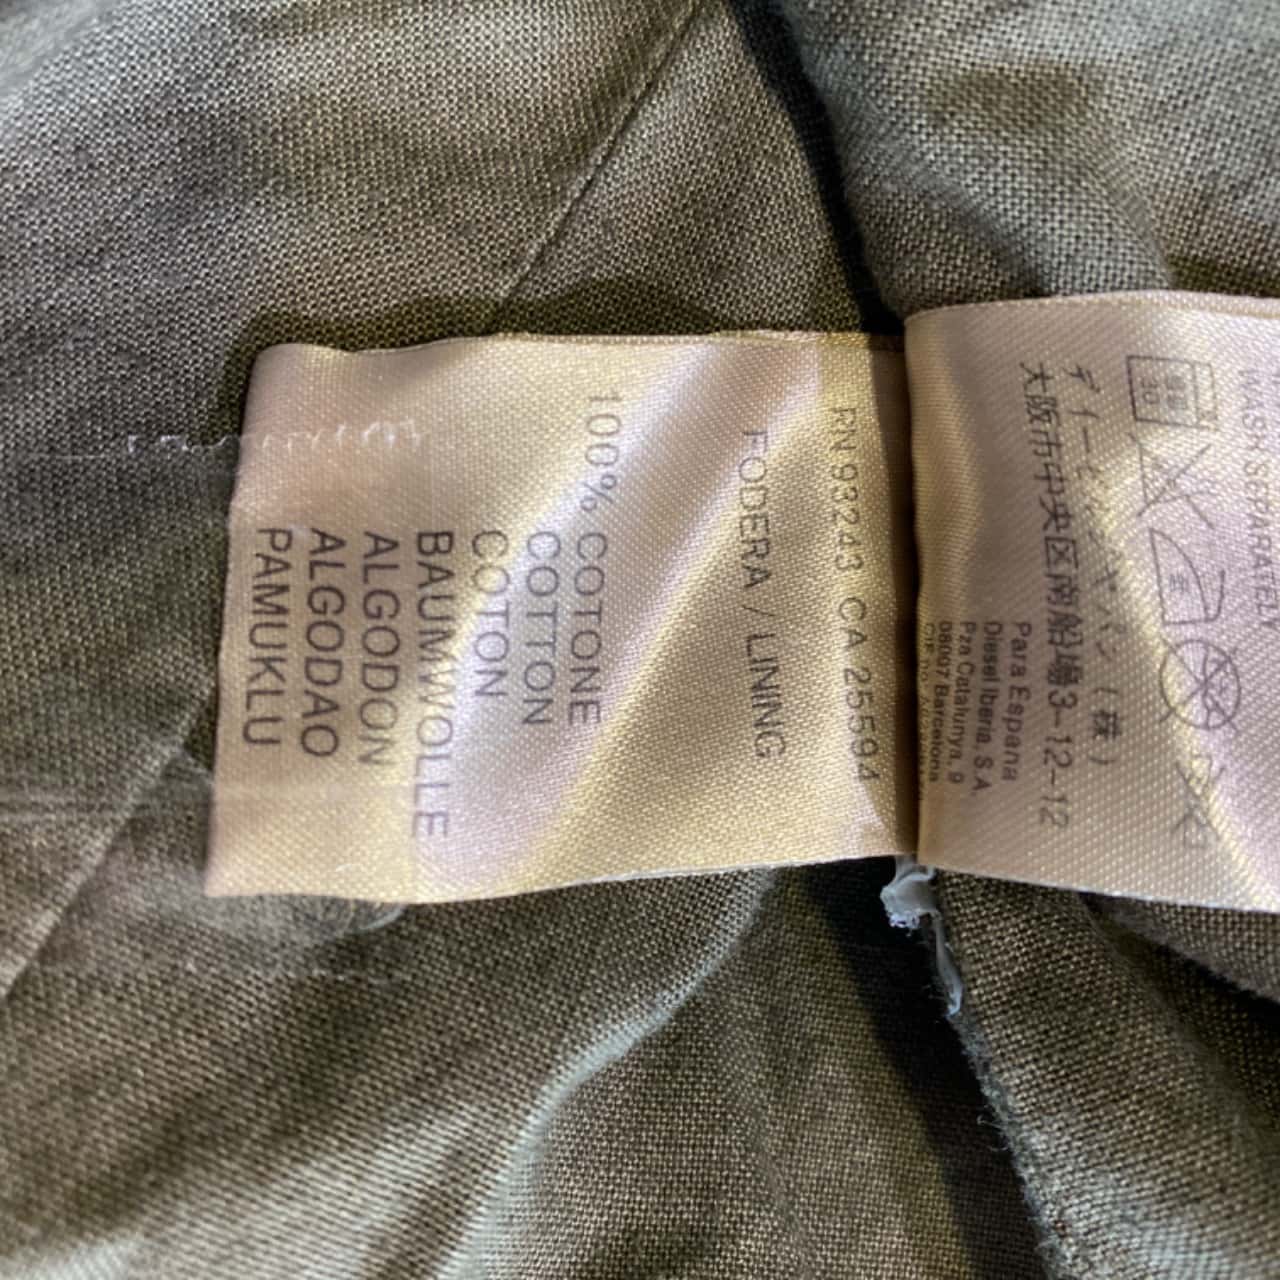 WASH SEPARATELY
大阪市中央区南船場3-12-12
Para Espana
Diesel Iberia, S.A.
Pza Catalunya, 9
08007 Barcelona
RN 93243 CA 25594
FODERA / LINNNG
100% COTONE
COTTON
COTON
BAUMWOLLE
ALGODON
ALGODAO
PAMUKLU